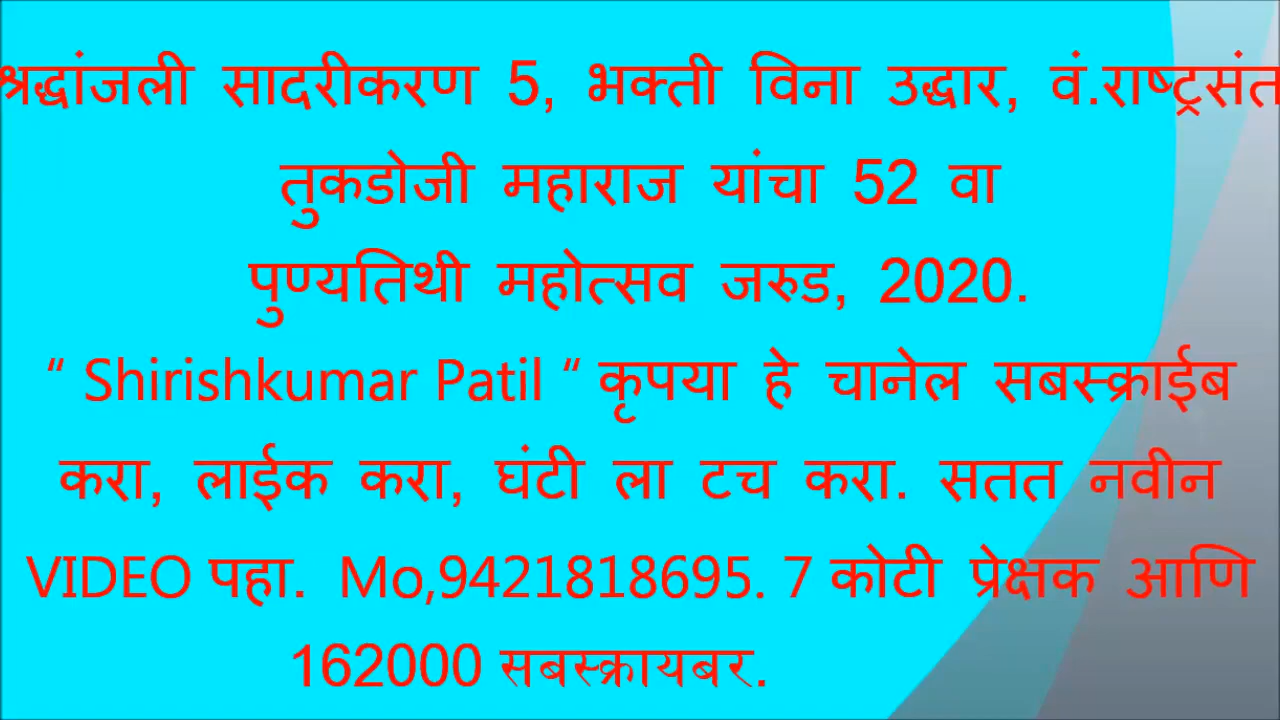 श्रद्धांजली सादरीकरण 5, भक्ती विना उद्धार, वं.राष्ट्रसंत
तुकडोजी महाराज यांचा 52 वा
पुण्यतिथी महोत्सव जरुड, 2020.
“ Shirishkumar Patil “ कृपया हे चानेल सबस्क्राईब
करा, लाईक करा, घंटी ला टच करा. सतत नवीन
VIDEO पहा. Mo,9421818695. 7 कोटी प्रेक्षक आणि
162000 सबस्क्रायबर.